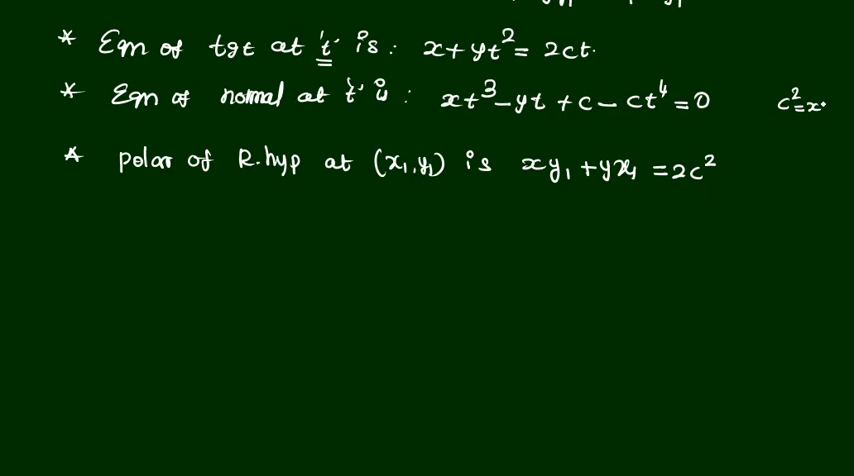 * Eqn of tgt at 't' is: x + yt² = 2ct.
* Eqn of normal at 't' is: xt³ - yt + c - ct⁴ = 0 c² = x
* polar of R.hyp at (x₁, y₁) is xy₁ + yx₁ = 2c²